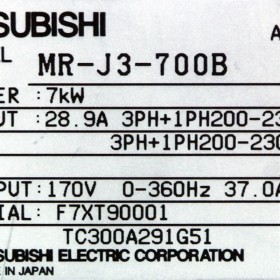 SUBISHI A
L MR-J3-700B
ER : 7kW
UT : 28.9A 3PH+1PH200-23
3PH+1PH200-230
PUT: 170V 0-360Hz 37.0A
IAL: F7XT90001
TC300A291G51
SUBISHI ELECTRIC CORPORATION
E IN JAPAN